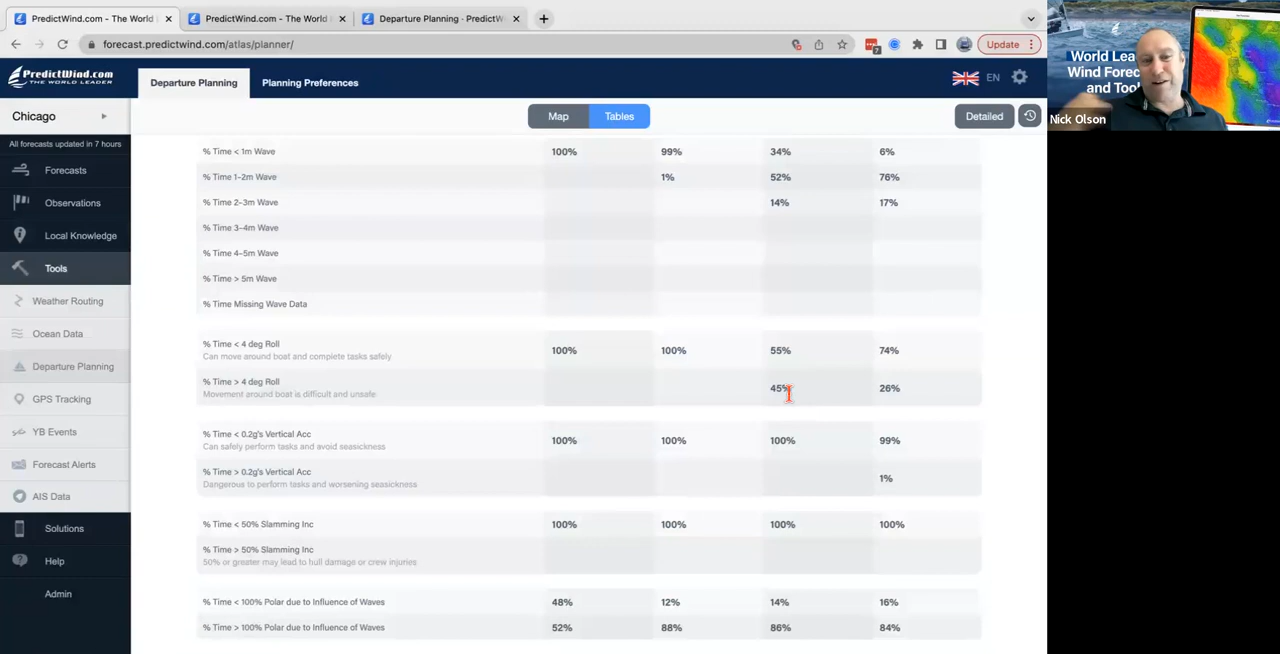 PredictWind.com - The World
PredictWind.com - The World
Departure Planning · PredictW
forecast.predictwind.com/atlas/planner/
7
Update
PredictWind.com
THE WORLD LEADER
Departure Planning
Planning Preferences
EN
Chicago
Map
Tables
Detailed
All forecasts updated in 7 hours
Forecasts
Observations
Local Knowledge
Tools
Weather Routing
Ocean Data
Departure Planning
GPS Tracking
YB Events
Forecast Alerts
AIS Data
Solutions
Help
Admin
% Time < 1m Wave 100% 99% 34% 6%
% Time 1-2m Wave 1% 52% 76%
% Time 2-3m Wave 14% 17%
% Time 3-4m Wave
% Time 4-5m Wave
% Time > 5m Wave
% Time Missing Wave Data
% Time < 4 deg Roll 100% 100% 55% 74%
Can move around boat and complete tasks safely
% Time > 4 deg Roll 45% 26%
Movement around boat is difficult and unsafe
% Time < 0.2g's Vertical Acc 100% 100% 100% 99%
Can safely perform tasks and avoid seasickness
% Time > 0.2g's Vertical Acc 1%
Dangerous to perform tasks and worsening seasickness
% Time < 50% Slamming Inc 100% 100% 100% 100%
% Time > 50% Slamming Inc
50% or greater may lead to hull damage or crew injuries
% Time < 100% Polar due to Influence of Waves 48% 12% 14% 16%
% Time > 100% Polar due to Influence of Waves 52% 88% 86% 84%
World Lea
Wind Forec
and Too
Nick Olson